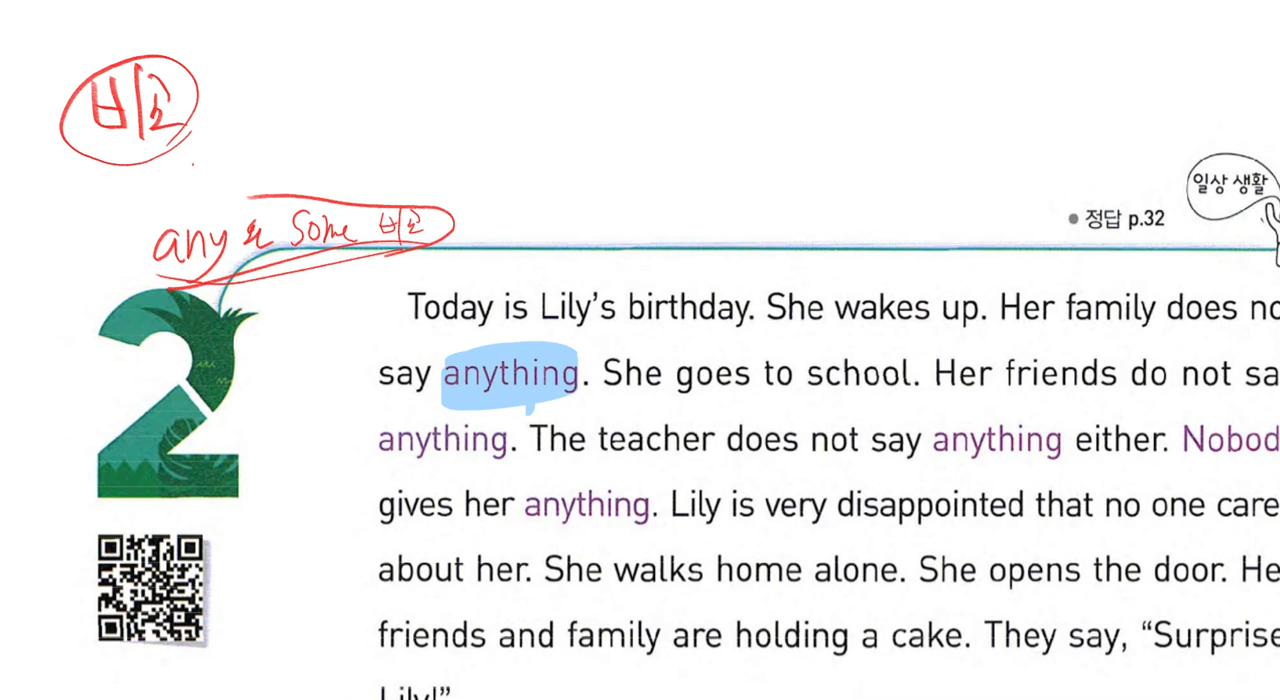 비교
any와 some 비교
일상 생활
정답 p.32
2
Today is Lily's birthday. She wakes up. Her family does no
say anything. She goes to school. Her friends do not sa
anything. The teacher does not say anything either. Nobod
gives her anything. Lily is very disappointed that no one care
about her. She walks home alone. She opens the door. He
friends and family are holding a cake. They say, “Surprise
Lily!”